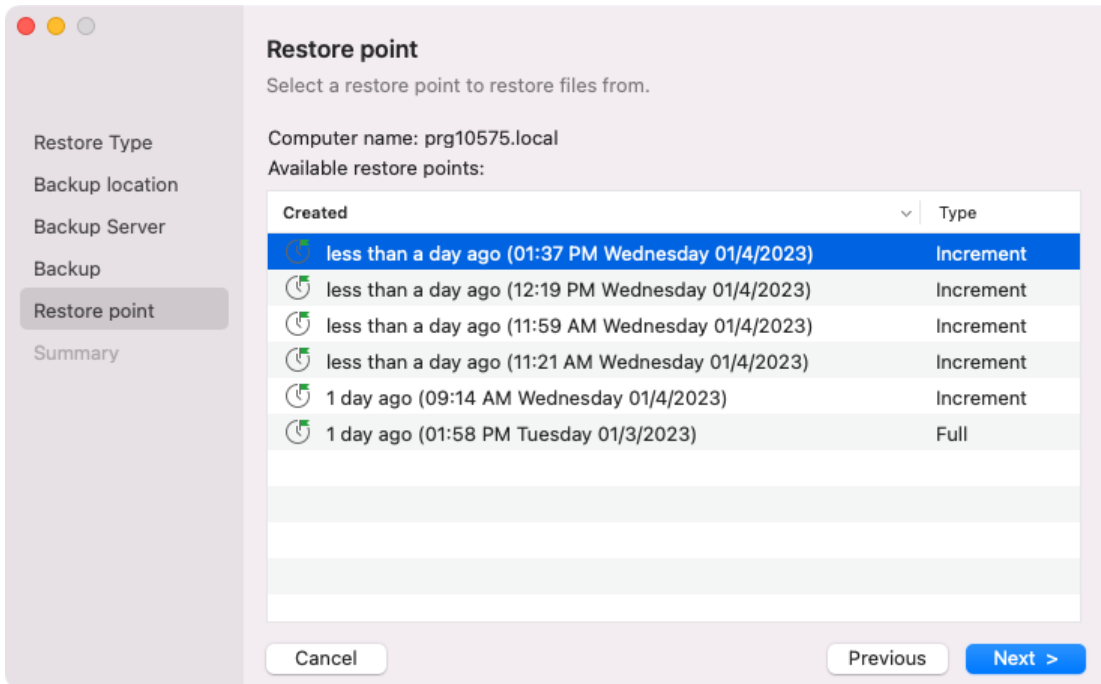 Restore point
Select a restore point to restore files from.
Restore Type
Backup location
Backup Server
Backup
Restore point
Summary
Computer name: prg10575.local
Available restore points:
Created Type
less than a day ago (01:37 PM Wednesday 01/4/2023) Increment
less than a day ago (12:19 PM Wednesday 01/4/2023) Increment
less than a day ago (11:59 AM Wednesday 01/4/2023) Increment
less than a day ago (11:21 AM Wednesday 01/4/2023) Increment
1 day ago (09:14 AM Wednesday 01/4/2023) Increment
1 day ago (01:58 PM Tuesday 01/3/2023) Full
Cancel Previous Next >